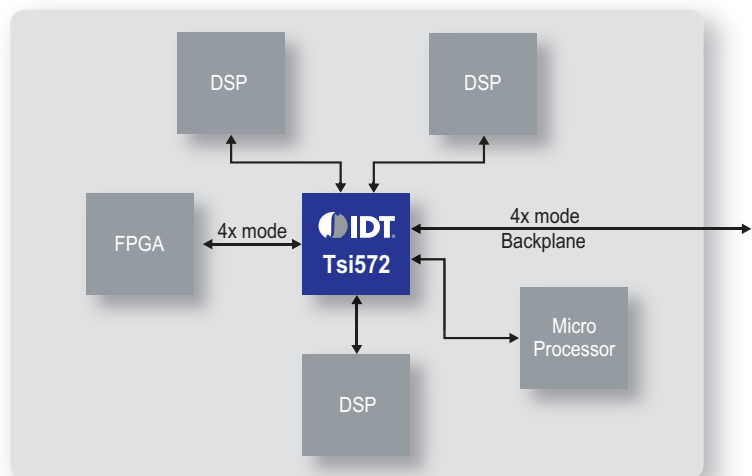 DSP
DSP
FPGA
4x mode
IDT.
Tsi572
4x mode
Backplane
Micro
Processor
DSP